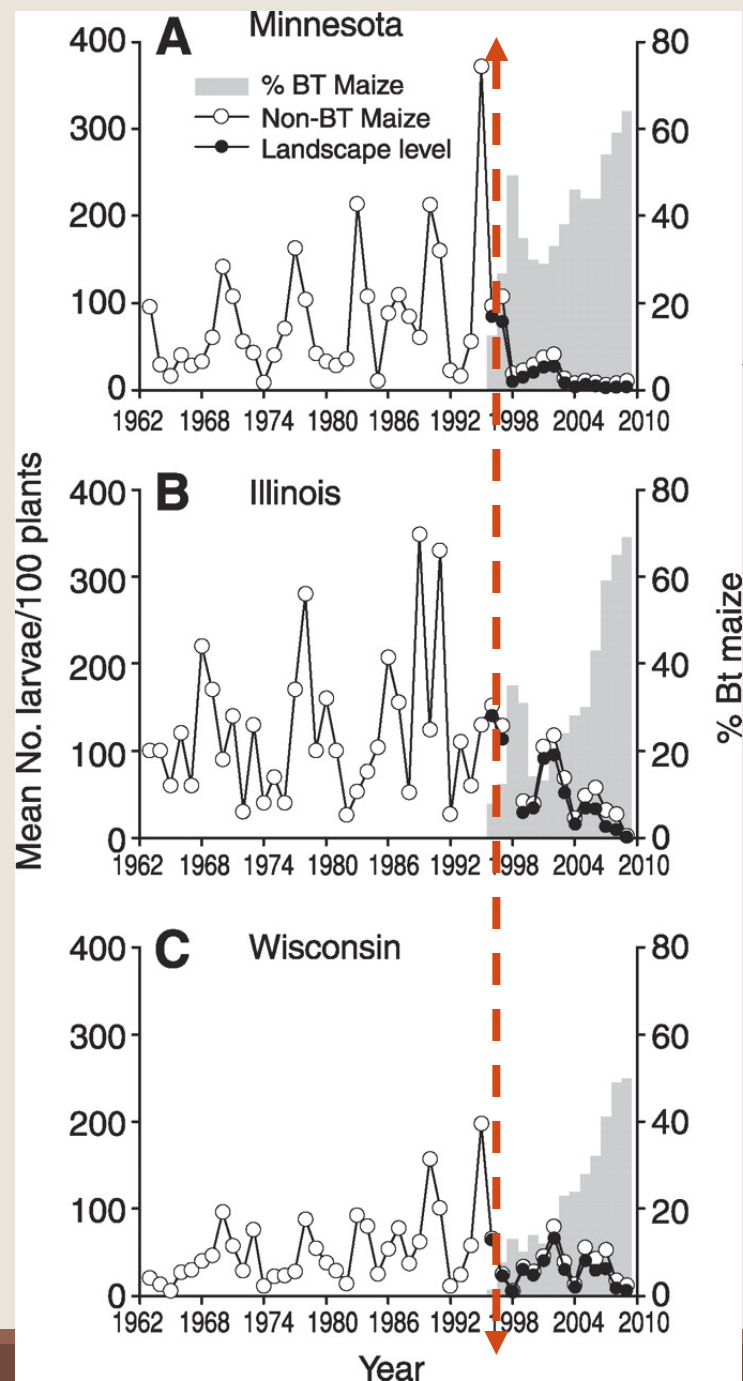 A Minnesota
% BT Maize
Non-BT Maize
Landscape level
400
300
200
100
0
80
60
40
20
0
1962 1968 1974 1980 1986 1992 1998 2004 2010
B Illinois
400
300
200
100
0
80
60
40
20
0
1962 1968 1974 1980 1986 1992 1998 2004 2010
Mean No. larvae/100 plants
% Bt maize
C Wisconsin
400
300
200
100
0
80
60
40
20
0
1962 1968 1974 1980 1986 1992 1998 2004 2010
Year